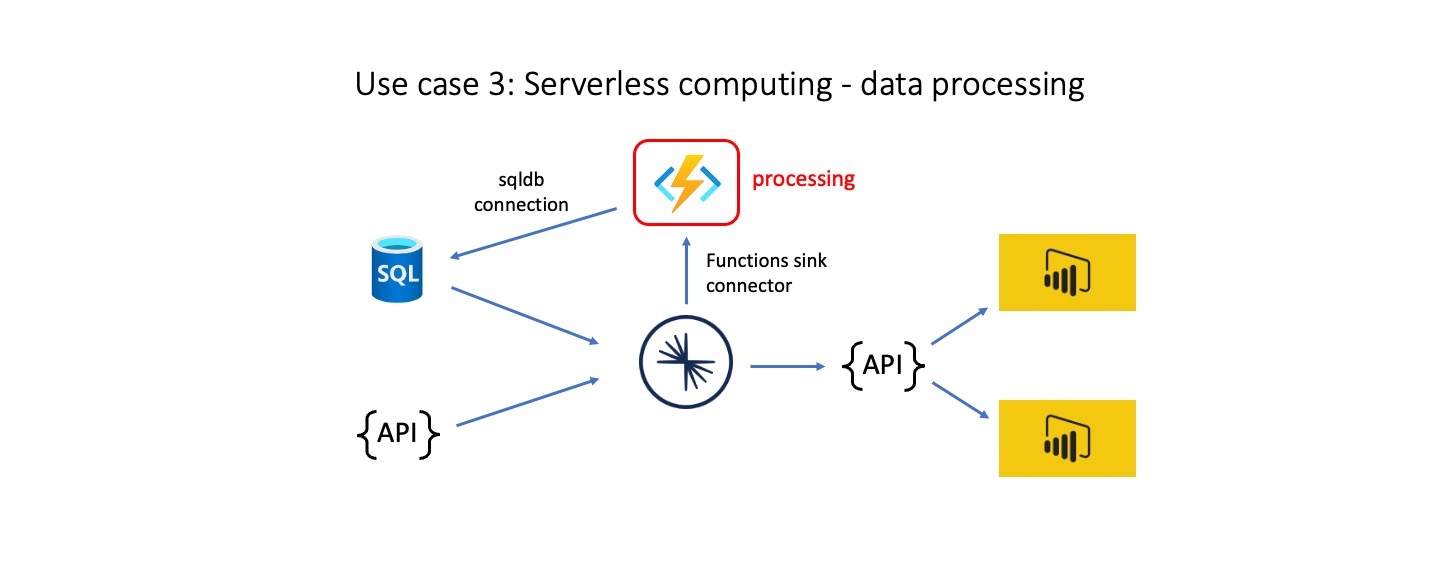 Use case 3: Serverless computing - data processing
sqldb
connection
processing
SQL
Functions sink
connector
{API}
{API}